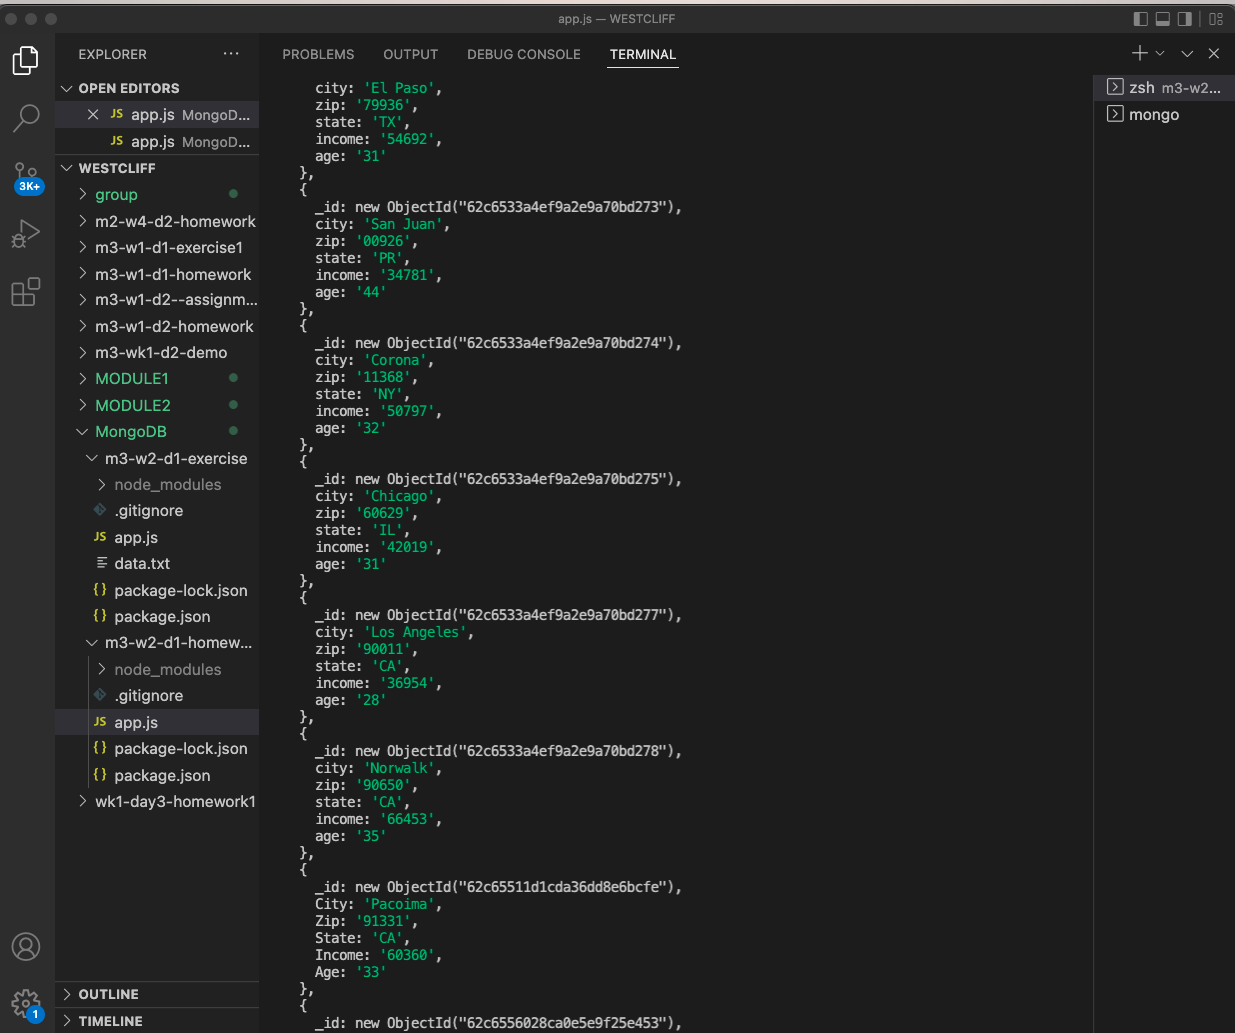 app.js — WESTCLIFF
EXPLORER
OPEN EDITORS
JS app.js MongoD...
JS app.js MongoD...
WESTCLIFF
group
m2-w4-d2-homework
m3-w1-d1-exercise1
m3-w1-d1-homework
m3-w1-d2--assignm...
m3-w1-d2-homework
m3-wk1-d2-demo
MODULE1
MODULE2
MongoDB
m3-w2-d1-exercise
node_modules
.gitignore
JS app.js
data.txt
{} package-lock.json
{} package.json
m3-w2-d1-homew...
node_modules
.gitignore
JS app.js
{} package-lock.json
{} package.json
wk1-day3-homework1
OUTLINE
TIMELINE
3K+
1
PROBLEMS OUTPUT DEBUG CONSOLE TERMINAL
city: 'El Paso',
zip: '79936',
state: 'TX',
income: '54692',
age: '31'
},
{
_id: new ObjectId("62c6533a4ef9a2e9a70bd273"),
city: 'San Juan',
zip: '00926',
state: 'PR',
income: '34781',
age: '44'
},
{
_id: new ObjectId("62c6533a4ef9a2e9a70bd274"),
city: 'Corona',
zip: '11368',
state: 'NY',
income: '50797',
age: '32'
},
{
_id: new ObjectId("62c6533a4ef9a2e9a70bd275"),
city: 'Chicago',
zip: '60629',
state: 'IL',
income: '42019',
age: '31'
},
{
_id: new ObjectId("62c6533a4ef9a2e9a70bd277"),
city: 'Los Angeles',
zip: '90011',
state: 'CA',
income: '36954',
age: '28'
},
{
_id: new ObjectId("62c6533a4ef9a2e9a70bd278"),
city: 'Norwalk',
zip: '90650',
state: 'CA',
income: '66453',
age: '35'
},
{
_id: new ObjectId("62c65511d1cda36dd8e6bcfe"),
City: 'Pacoima',
Zip: '91331',
State: 'CA',
Income: '60360',
Age: '33'
},
{
_id: new ObjectId("62c6556028ca0e5e9f25e453"),
zsh m3-w2...
mongo